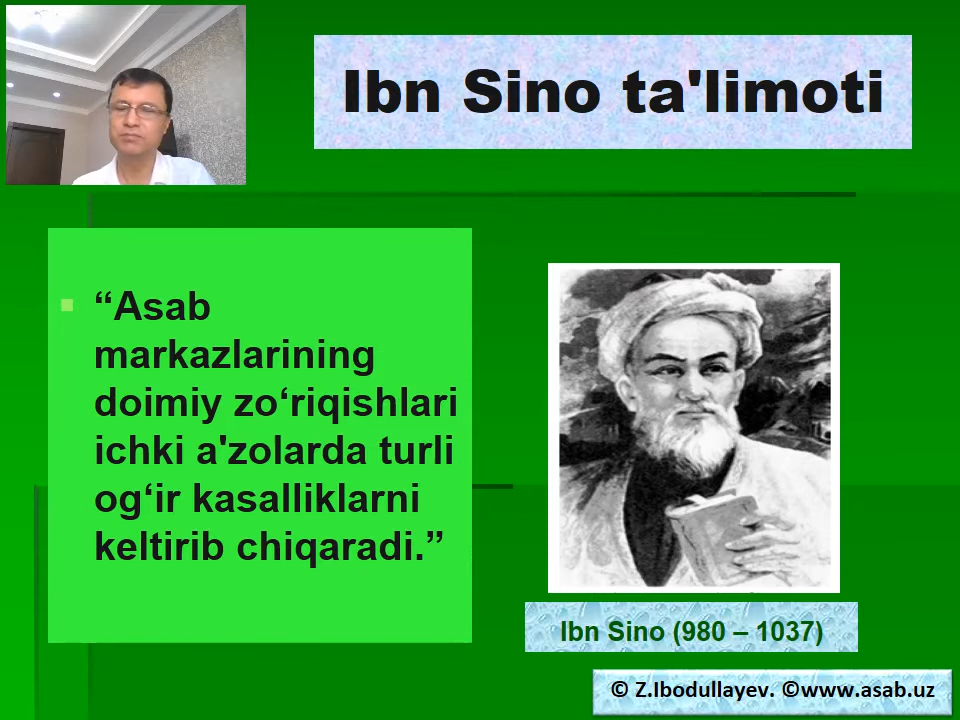 Ibn Sino ta'limoti
“Asab
markazlarining
doimiy zo‘riqishlari
ichki a'zolarda turli
og‘ir kasalliklarni
keltirib chiqaradi.”
Ibn Sino (980 – 1037)
© Z.Ibodullayev. ©www.asab.uz